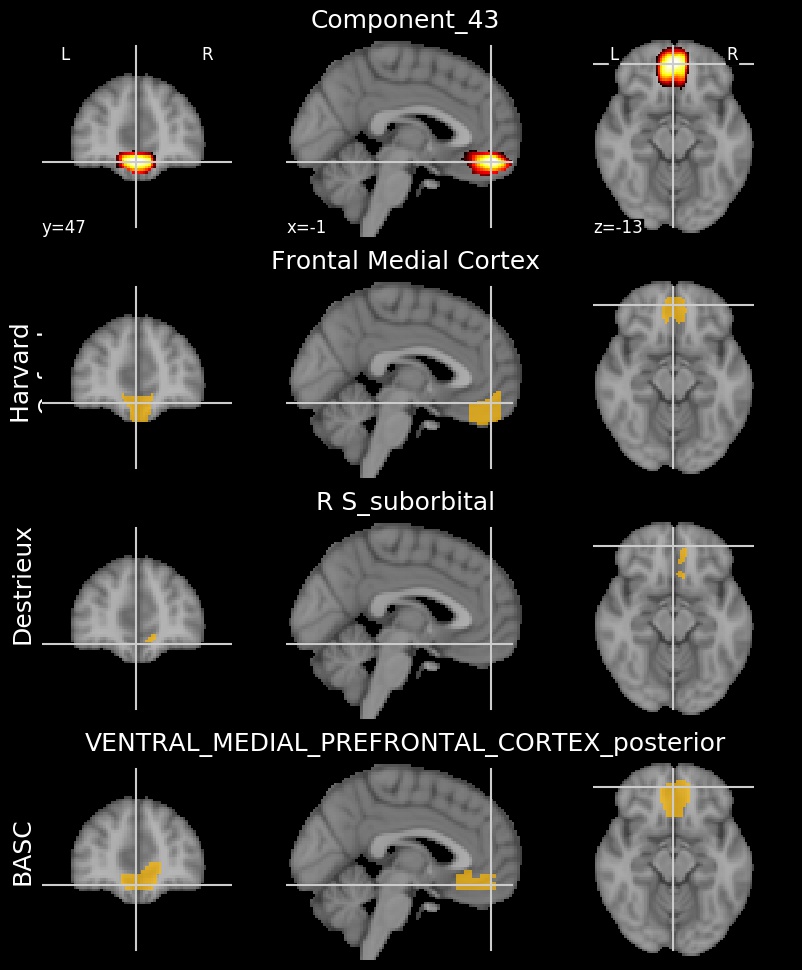 Component_43
L R L R
y=47 x=-1 z=-13
Frontal Medial Cortex
Harvard
R S_suborbital
Destrieux
VENTRAL_MEDIAL_PREFRONTAL_CORTEX_posterior
BASC